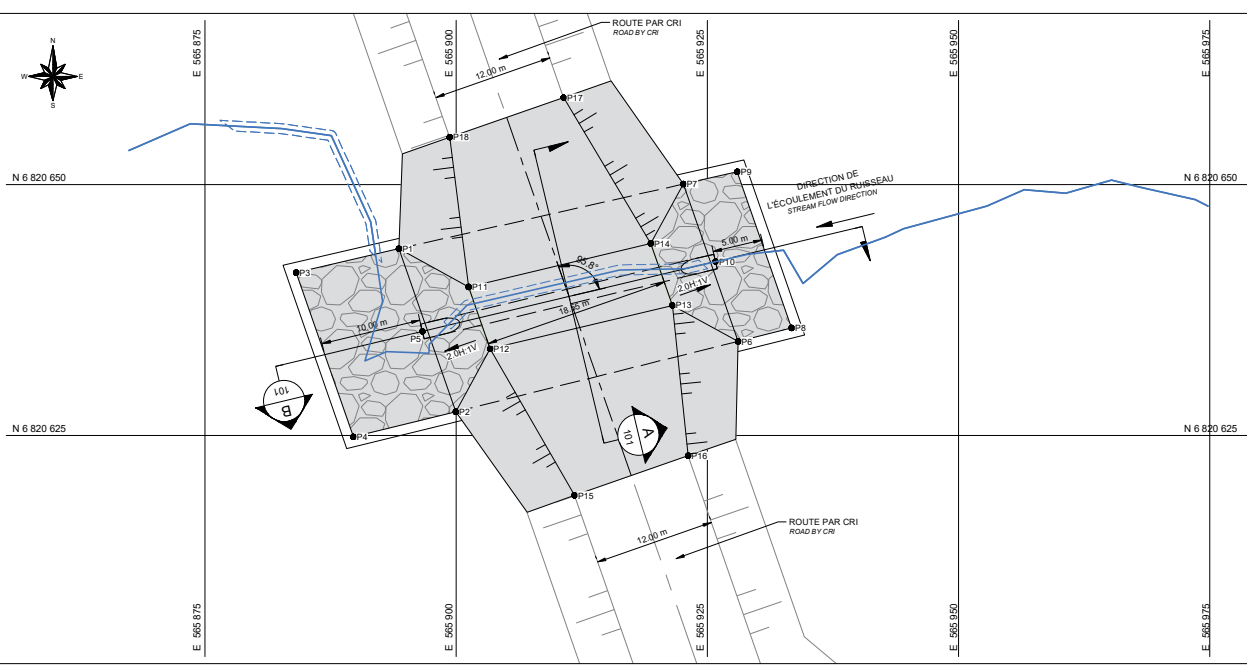 ROUTE PAR CRI
ROAD BY CRI
E 565 875
E 565 900
E 565 925
E 565 950
E 565 975
N
W
E
S
12.00 m
P17
P18
N 6 820 650
N 6 820 650
P9
P7
DIRECTION DE
L'ÉCOULEMENT DU RUISSEAU
STREAM FLOW DIRECTION
P1
P14
5.00 m
P10
P3
95.8°
P11
2.0H:1V
P13
10.00 m
P5
P8
P12
2.0H:1V
P6
101
B
P2
A
101
N 6 820 625
N 6 820 625
P4
P16
P15
ROUTE PAR CRI
ROAD BY CRI
12.00 m
E 565 875
E 565 900
E 565 925
E 565 950
E 565 975